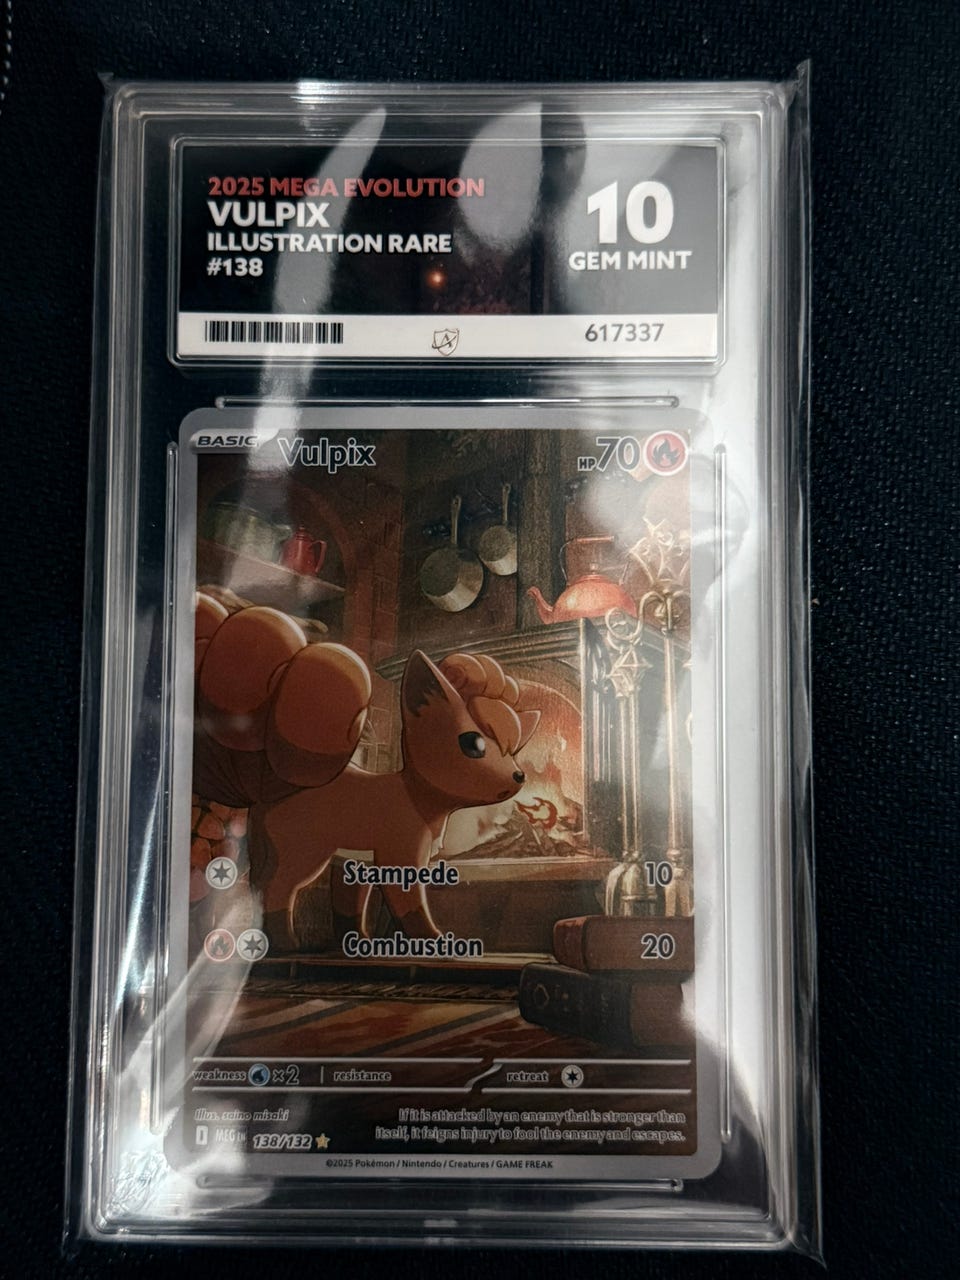 2025 MEGA EVOLUTION
VULPIX
ILLUSTRATION RARE
#138
10
GEM MINT
617337
BASIC Vulpix HP70
Stampede 10
Combustion 20
weakness ×2 resistance retreat
Illus. saino misaki
If it is attacked by an enemy that is stronger than
itself, it feigns injury to fool the enemy and escapes.
MEG EN 138/132
©2025 Pokémon / Nintendo / Creatures / GAME FREAK